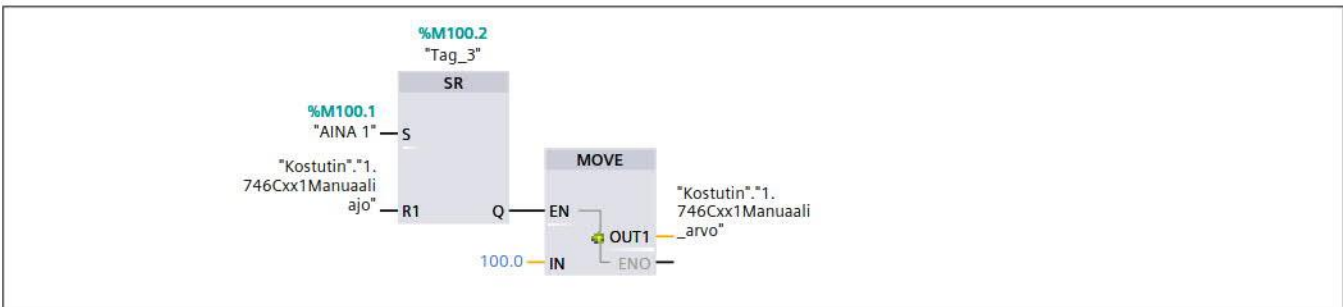 %M100.2
"Tag_3"
SR
%M100.1
"AINA 1"
S
"Kostutin"."1.
746Cxx1Manuaali
ajo"
R1
Q
MOVE
EN
"Kostutin"."1.
746Cxx1Manuaali
_arvo"
OUT1
100.0
IN
ENO